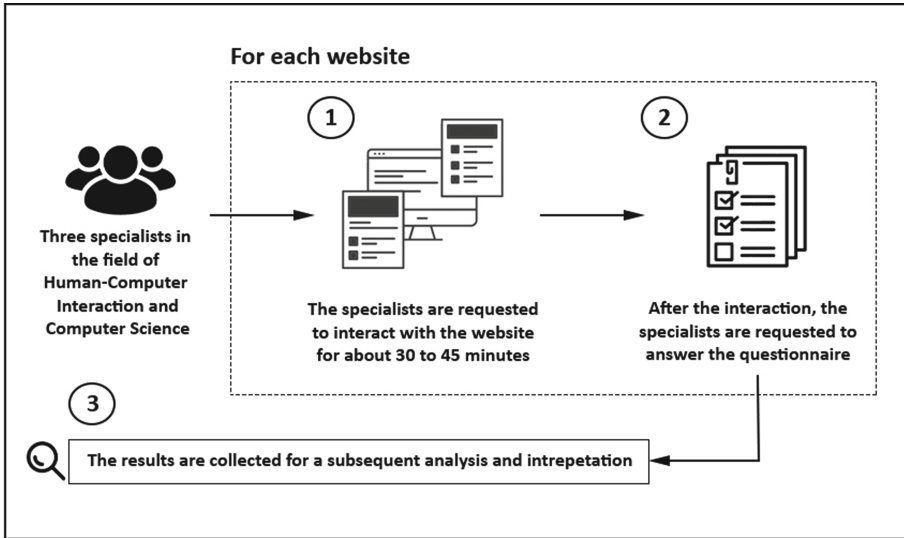 For each website
1
2
Three specialists in
the field of
Human-Computer
Interaction and
Computer Science
The specialists are requested
to interact with the website
for about 30 to 45 minutes
After the interaction, the
specialists are requested to
answer the questionnaire
3
The results are collected for a subsequent analysis and intrepetation